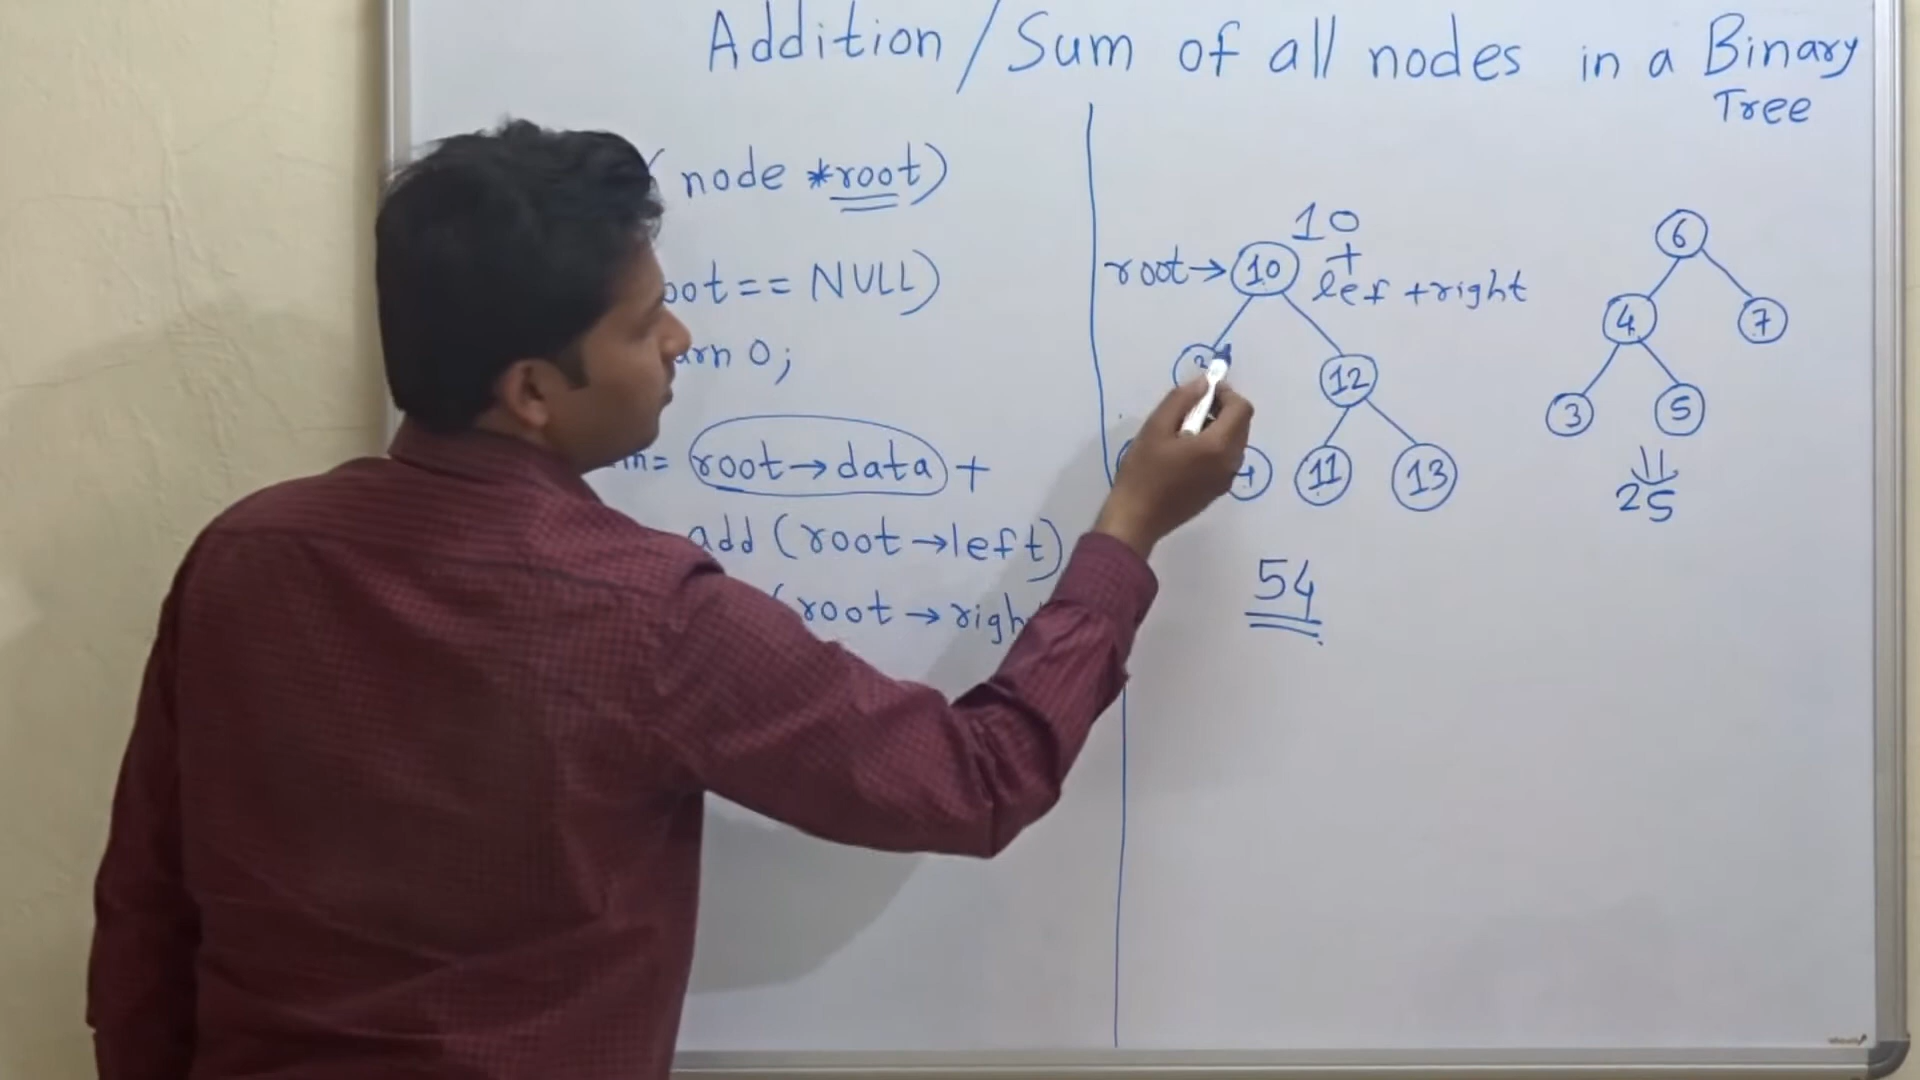 Addition / Sum of all nodes in a Binary
Tree
( node *root)
oot == NULL)
urn 0;
= root→data +
add (root→left)
(root→righ
10
+
root→ 10 lef + right
12
11 13
54
6
4 7
3 5
25